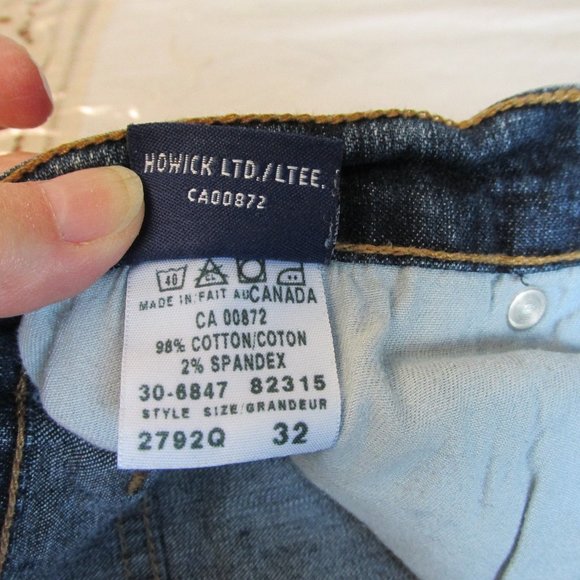 HOWICK LTD./LTEE.
CA00872
40
MADE IN/FAIT AU CANADA
CA 00872
98% COTTON/COTON
2% SPANDEX
30-6847 82315
STYLE SIZE/GRANDEUR
2792Q 32